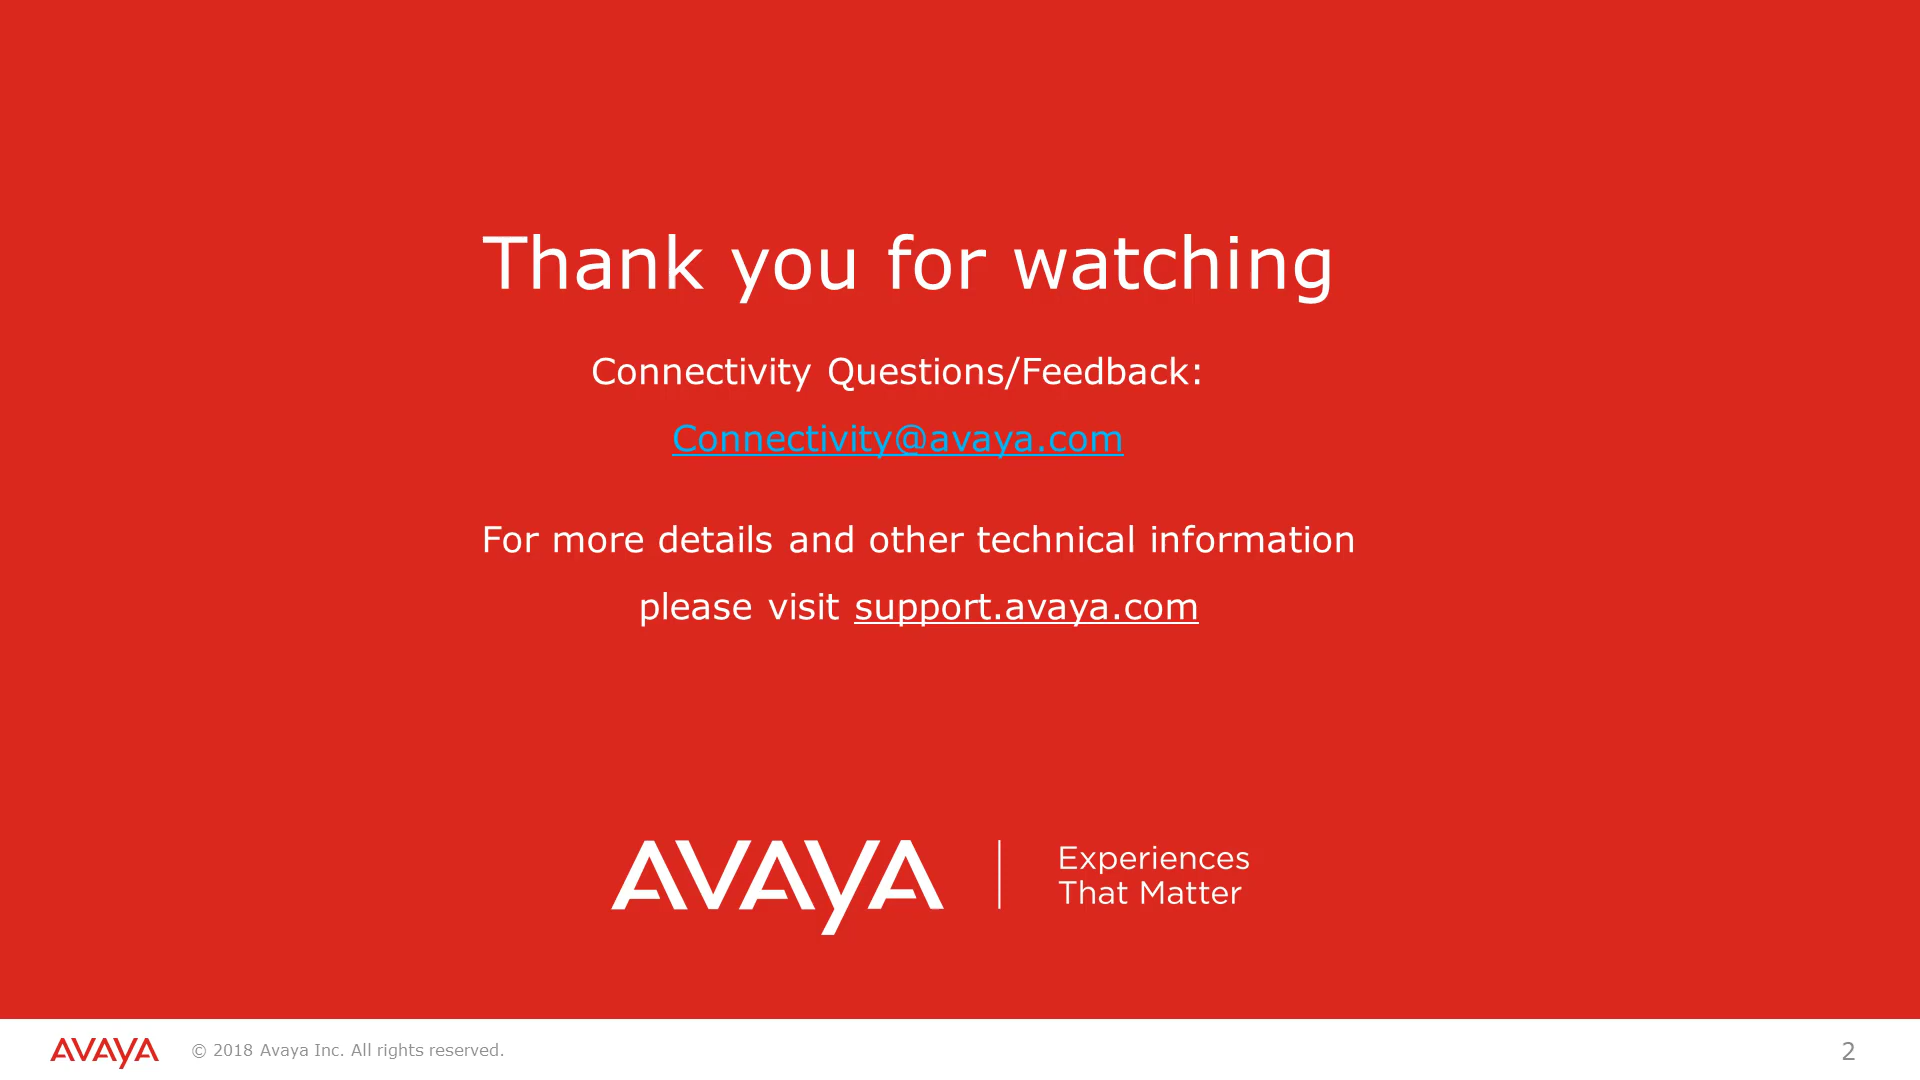 Thank you for watching
Connectivity Questions/Feedback:
Connectivity@avaya.com
For more details and other technical information
please visit support.avaya.com
AVAYA
Experiences
That Matter
AVAYA © 2018 Avaya Inc. All rights reserved. 2